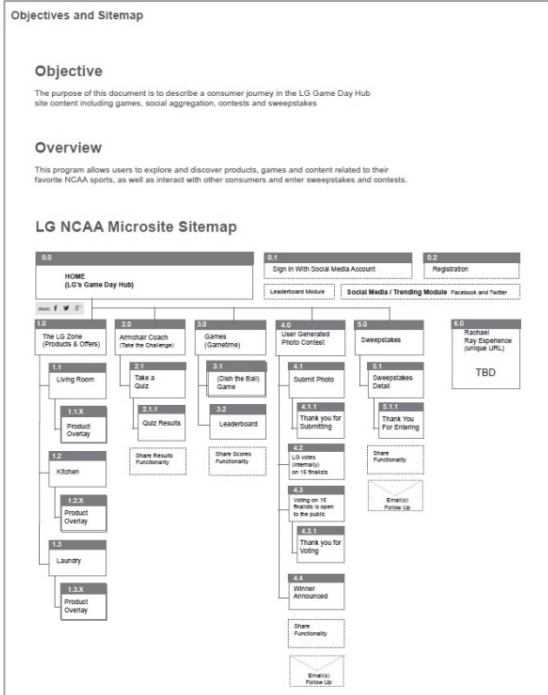 Objectives and Sitemap
Objective
The purpose of this document is to describe a consumer journey in the LG Game Day Hub
site content including games, social aggregation, contests and sweepstakes
Overview
This program allows users to explore and discover products, games and content related to their
favorite NCAA sports, as well as interact with other consumers and enter sweepstakes and contests.
LG NCAA Microsite Sitemap
0.0
HOME
(LG's Game Day Hub)
0.1
Sign In With Social Media Account
0.2
Registration
Leaderboard Module
Social Media / Trending Module Facebook and Twitter
Share:
1.0
The LG Zone
(Products & Offers)
1.1
Living Room
1.1.X
Product
Overlay
1.2
Kitchen
1.2.X
Product
Overlay
1.3
Laundry
1.3.X
Product
Overlay
2.0
Armchair Coach
(Take the Challenge)
2.1
Take a
Quiz
2.1.1
Quiz Results
Share Results
Functionality
3.0
Games
(Gametime)
3.1
(Dish the Ball)
Game
3.2
Leaderboard
Share Scores
Functionality
4.0
User Generated
Photo Contest
4.1
Submit Photo
4.1.1
Thank you for
Submitting
4.2
LG votes
(internally)
on 15 finalists
4.3
Voting on 15
finalists is open
to the public
4.3.1
Thank you for
Voting
4.4
Winner
Announced
Share
Functionality
Email(s)
Follow Up
5.0
Sweepstakes
5.1
Sweepstakes
Detail
5.1.1
Thank You
For Entering
Share
Functionality
Email(s)
Follow Up
6.0
Rachael
Ray Experience
(unique URL)
TBD